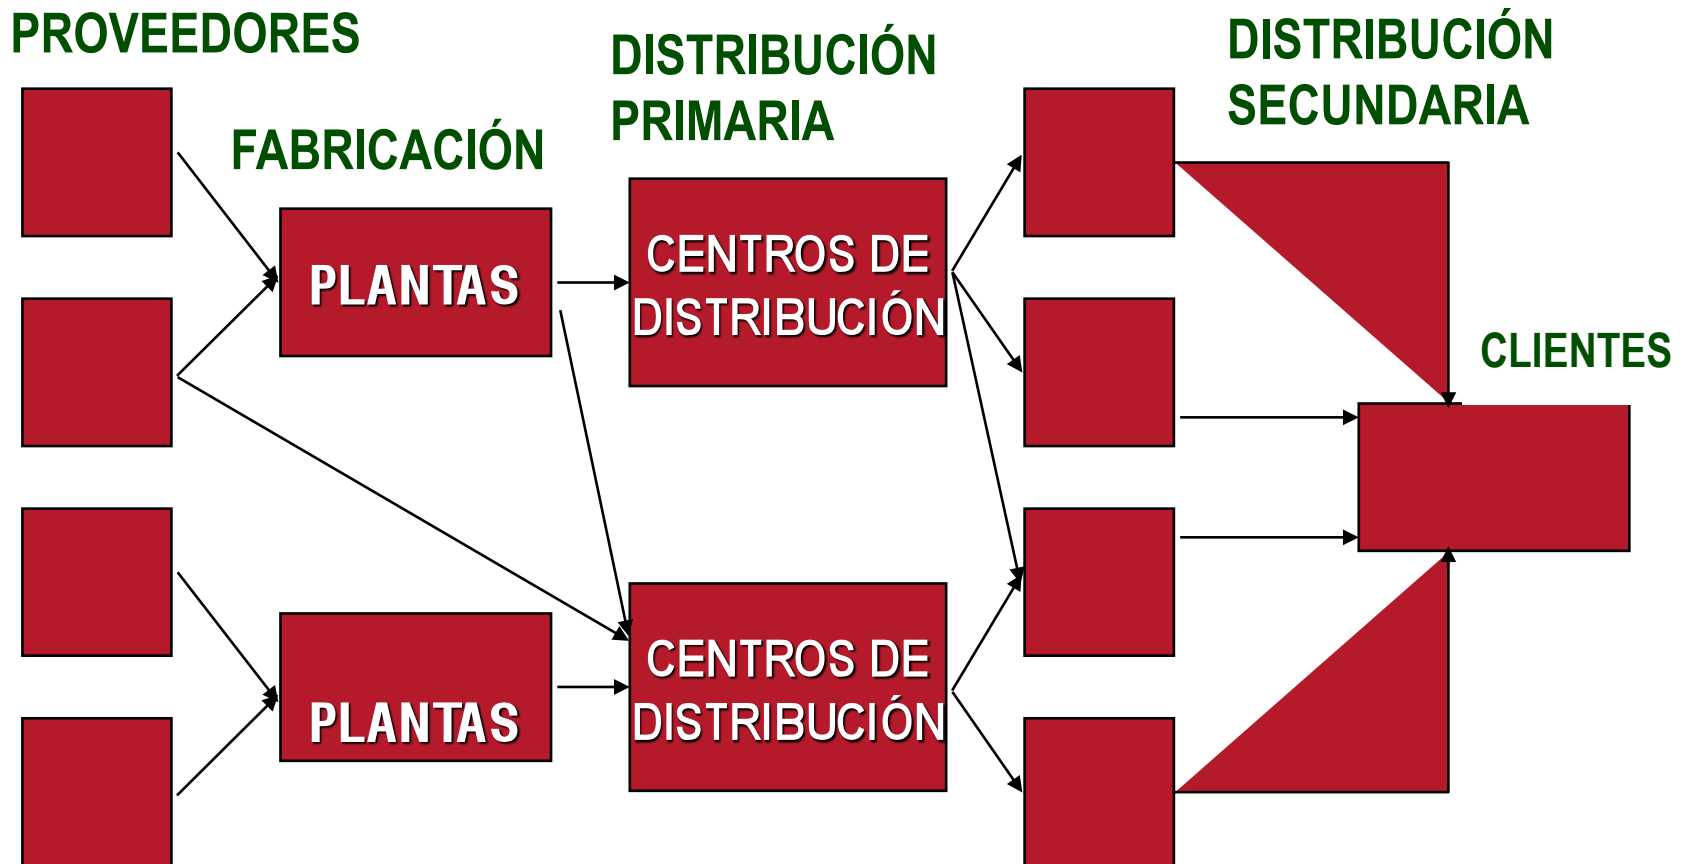 PROVEEDORES
FABRICACIÓN
DISTRIBUCIÓN
PRIMARIA
DISTRIBUCIÓN
SECUNDARIA
CLIENTES
PLANTAS
CENTROS DE
DISTRIBUCIÓN
PLANTAS
CENTROS DE
DISTRIBUCIÓN